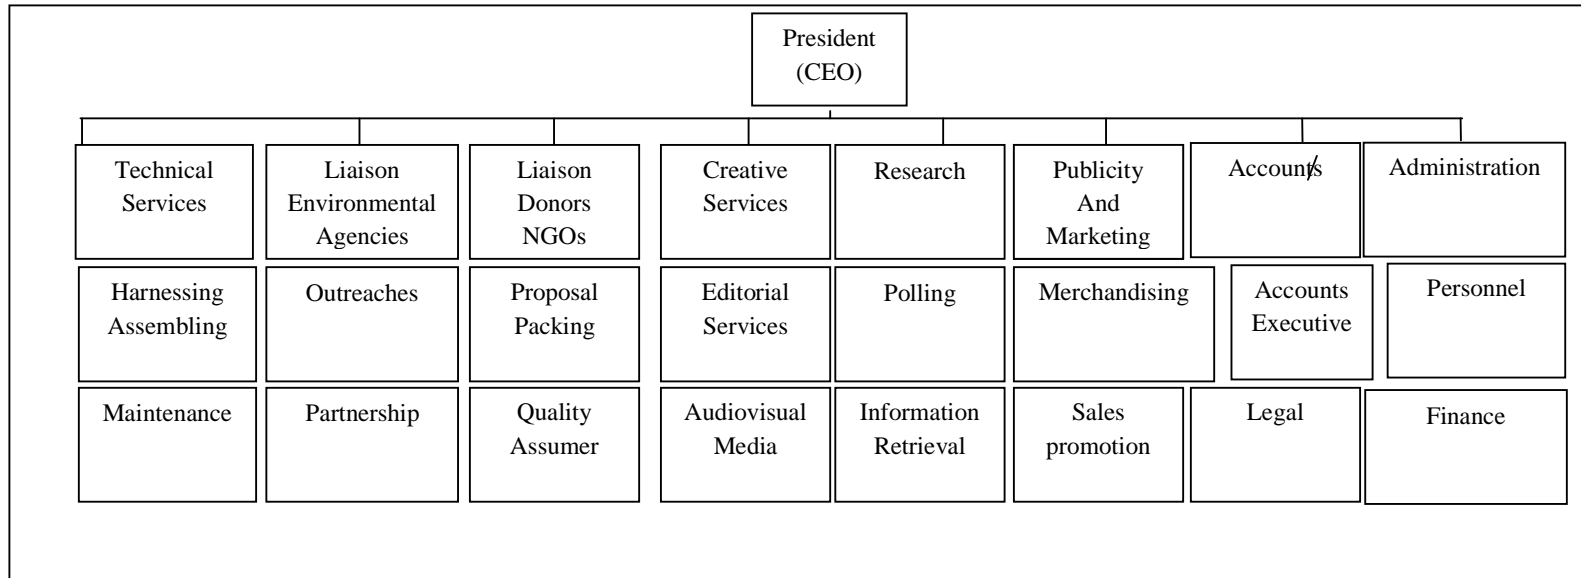 President
(CEO)
Technical
Services
Liaison
Environmental
Agencies
Liaison
Donors
NGOs
Creative
Services
Research
Publicity
And
Marketing
Accounts
Administration
Harnessing
Assembling
Outreaches
Proposal
Packing
Editorial
Services
Polling
Merchandising
Accounts
Executive
Personnel
Maintenance
Partnership
Quality
Assumer
Audiovisual
Media
Information
Retrieval
Sales
promotion
Legal
Finance